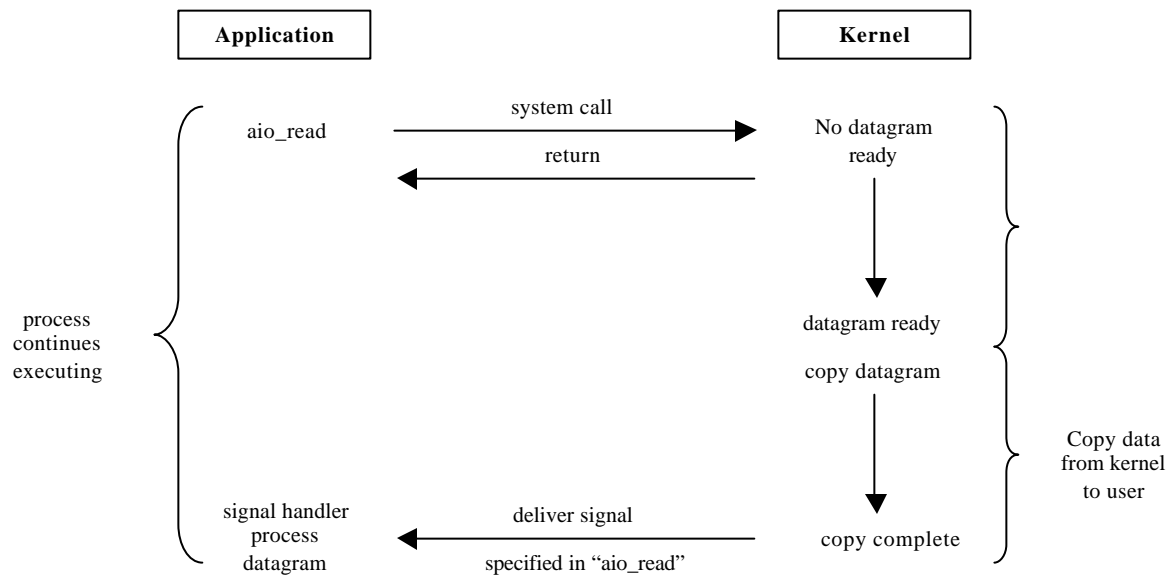 Application
Kernel
system call
aio_read
No datagram
ready
return
process
continues
executing
datagram ready
copy datagram
Copy data
from kernel
to user
signal handler
process
datagram
deliver signal
specified in “aio_read”
copy complete